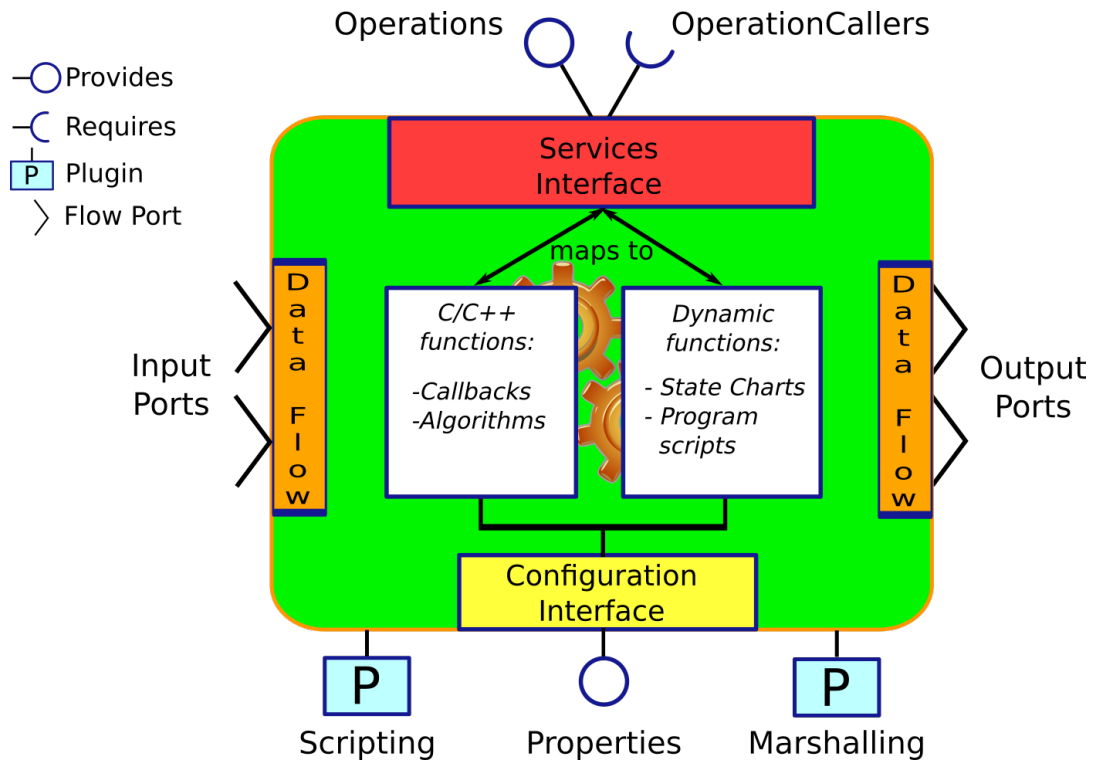 Operations
OperationCallers
Provides
Requires
P
Plugin
Flow Port
Services
Interface
maps to
Data Flow
Input
Ports
C/C++
functions:
-Callbacks
-Algorithms
Dynamic
functions:
- State Charts
- Program
scripts
Data Flow
Output
Ports
Configuration
Interface
P
Scripting
Properties
P
Marshalling